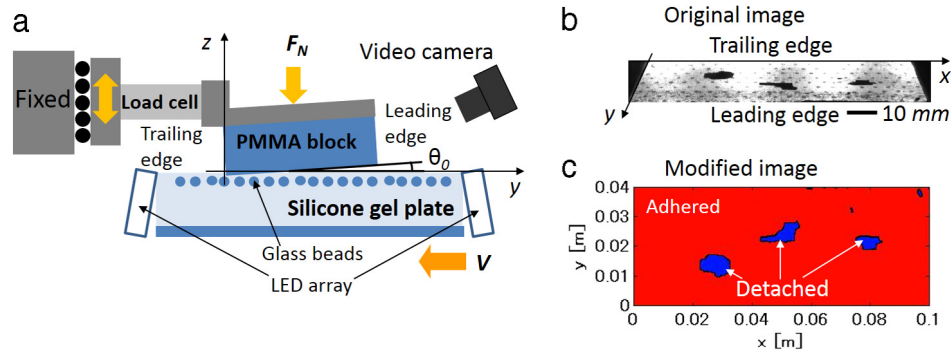 a
z
F_N
Video camera
Fixed
Load cell
Trailing
edge
Leading
edge
PMMA block
θ_0
y
Silicone gel plate
Glass beads
LED array
V
b
Original image
Trailing edge
x
y
Leading edge
10 mm
c
Modified image
0.04
0.03
0.02
0.01
0
y [m]
Adhered
Detached
0
0.02
0.04
0.06
0.08
0.1
x [m]